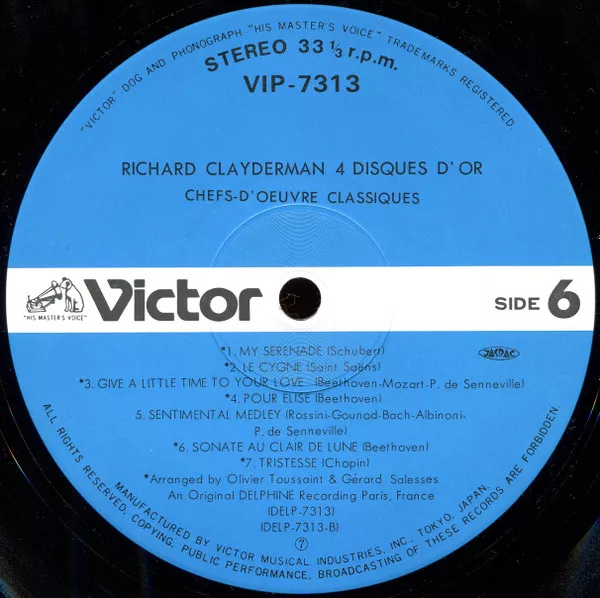 "VICTOR" DOG AND PHONOGRAPH "HIS MASTER'S VOICE" TRADEMARKS REGISTERED.
STEREO 33 1/3 r.p.m.
VIP-7313
RICHARD CLAYDERMAN 4 DISQUES D'OR
CHEFS-D'OEUVRE CLASSIQUES
"HIS MASTER'S VOICE"
Victor
SIDE 6
*1. MY SERENADE (Schubert)
JASRAC
*2. LE CYGNE (Saint Saëns)
*3. GIVE A LITTLE TIME TO YOUR LOVE (Beethoven-Mozart-P. de Senneville)
*4. POUR ELISE (Beethoven)
5. SENTIMENTAL MEDLEY (Rossini-Gounod-Bach-Albinoni-
P. de Senneville)
*6. SONATE AU CLAIR DE LUNE (Beethoven)
*7. TRISTESSE (Chopin)
*Arranged by Olivier Toussaint & Gérard Salesses
An Original DELPHINE Recording Paris, France
(DELP-7313)
(DELP-7313-B)
7
MANUFACTURED BY VICTOR MUSICAL INDUSTRIES, INC., TOKYO, JAPAN.
ALL RIGHTS RESERVED, COPYING, PUBLIC PERFORMANCE, BROADCASTING OF THESE RECORDS ARE FORBIDDEN